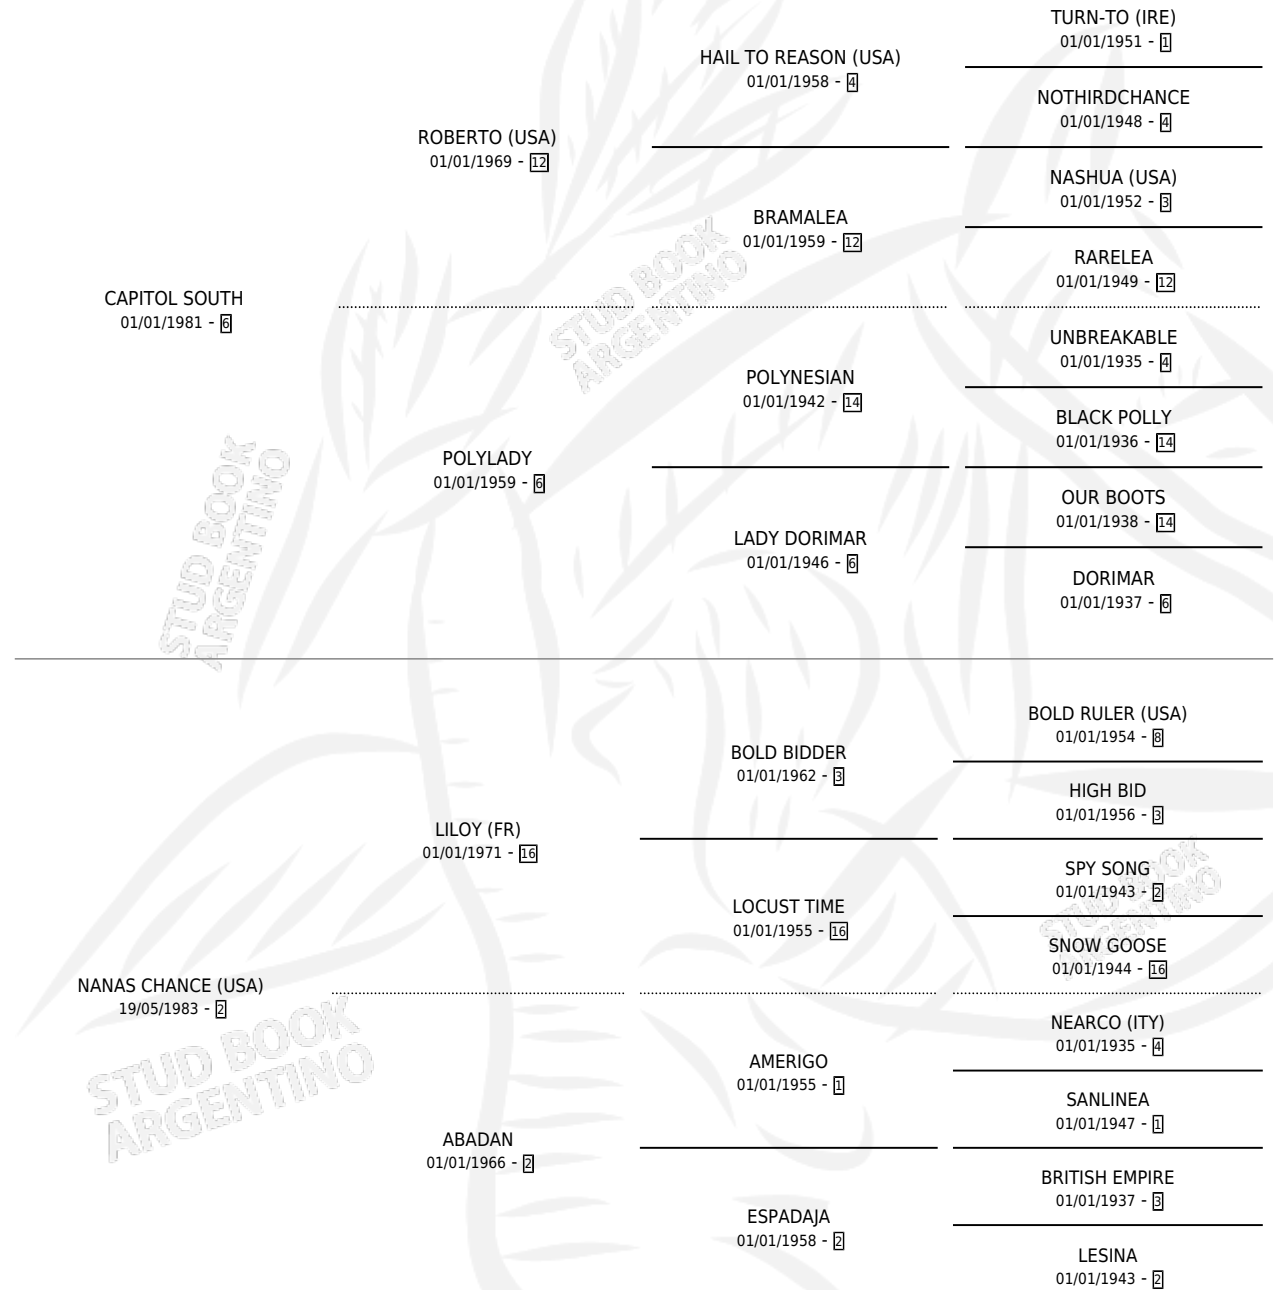 TURN-TO (IRE)
01/01/1951 - 1
HAIL TO REASON (USA)
01/01/1958 - 4
NOTHIRDCHANCE
01/01/1948 - 4
ROBERTO (USA)
01/01/1969 - 12
NASHUA (USA)
01/01/1952 - 3
BRAMALEA
01/01/1959 - 12
RARELEA
01/01/1949 - 12
CAPITOL SOUTH
01/01/1981 - 6
STUD BOOK
ARGENTINO
UNBREAKABLE
01/01/1935 - 4
POLYNESIAN
01/01/1942 - 14
BLACK POLLY
01/01/1936 - 14
POLYLADY
01/01/1959 - 6
OUR BOOTS
01/01/1938 - 14
LADY DORIMAR
01/01/1946 - 6
DORIMAR
01/01/1937 - 6
STUD BOOK
ARGENTINO
BOLD RULER (USA)
01/01/1954 - 8
BOLD BIDDER
01/01/1962 - 3
HIGH BID
01/01/1956 - 3
LILOY (FR)
01/01/1971 - 16
SPY SONG
01/01/1943 - 2
LOCUST TIME
01/01/1955 - 16
SNOW GOOSE
01/01/1944 - 16
STUD BOOK
ARGENTINO
NANAS CHANCE (USA)
19/05/1983 - 2
NEARCO (ITY)
01/01/1935 - 4
AMERIGO
01/01/1955 - 1
SANLINEA
01/01/1947 - 1
STUD BOOK
ARGENTINO
ABADAN
01/01/1966 - 2
BRITISH EMPIRE
01/01/1937 - 3
ESPADAJA
01/01/1958 - 2
LESINA
01/01/1943 - 2